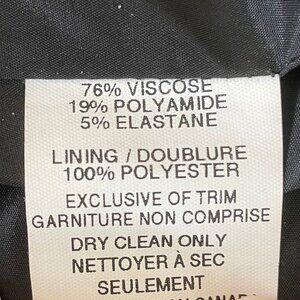 76% VISCOSE
19% POLYAMIDE
5% ELASTANE
LINING / DOUBLURE
100% POLYESTER
EXCLUSIVE OF TRIM
GARNITURE NON COMPRISE
DRY CLEAN ONLY
NETTOYER À SEC
SEULEMENT